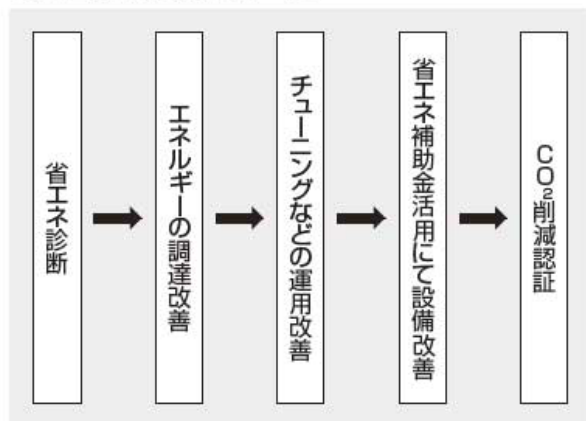 省エネ診断
エネルギーの調達改善
チューニングなどの運用改善
省エネ補助金活用にて設備改善
CO₂削減認証